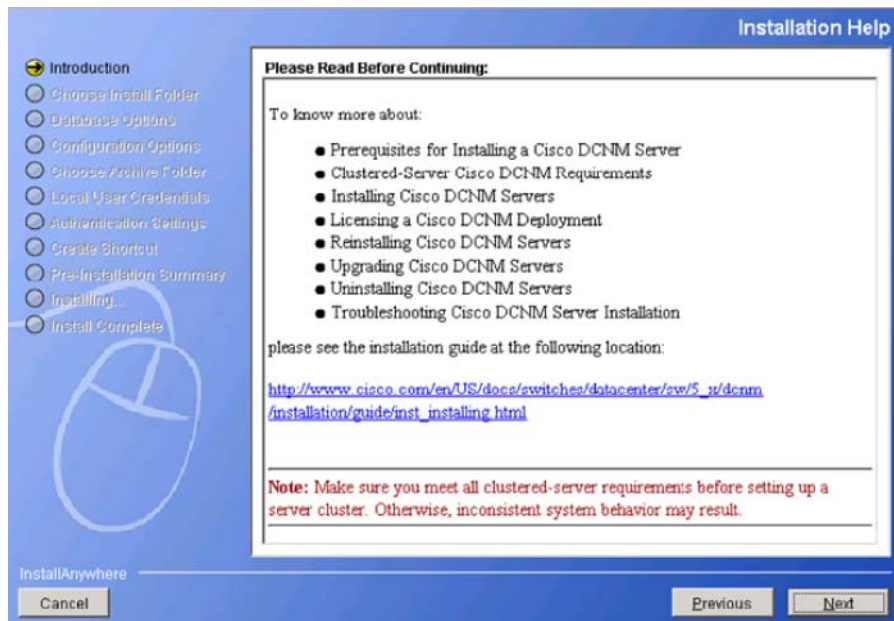 Installation Help
Introduction
Choose Install Folder
Database Options
Configuration Options
Choose Archive Folder
Local User Credentials
Authentication Settings
Create Shortcut
Pre-Installation Summary
Installing...
Install Complete
Please Read Before Continuing:
To know more about:
● Prerequisites for Installing a Cisco DCNM Server
● Clustered-Server Cisco DCNM Requirements
● Installing Cisco DCNM Servers
● Licensing a Cisco DCNM Deployment
● Reinstalling Cisco DCNM Servers
● Upgrading Cisco DCNM Servers
● Uninstalling Cisco DCNM Servers
● Troubleshooting Cisco DCNM Server Installation
please see the installation guide at the following location:
http://www.cisco.com/en/US/docs/switches/datacenter/sw/5_x/dcnm
/installation/guide/inst_installing.html
Note: Make sure you meet all clustered-server requirements before setting up a
server cluster. Otherwise, inconsistent system behavior may result.
InstallAnywhere
Cancel
Previous
Next